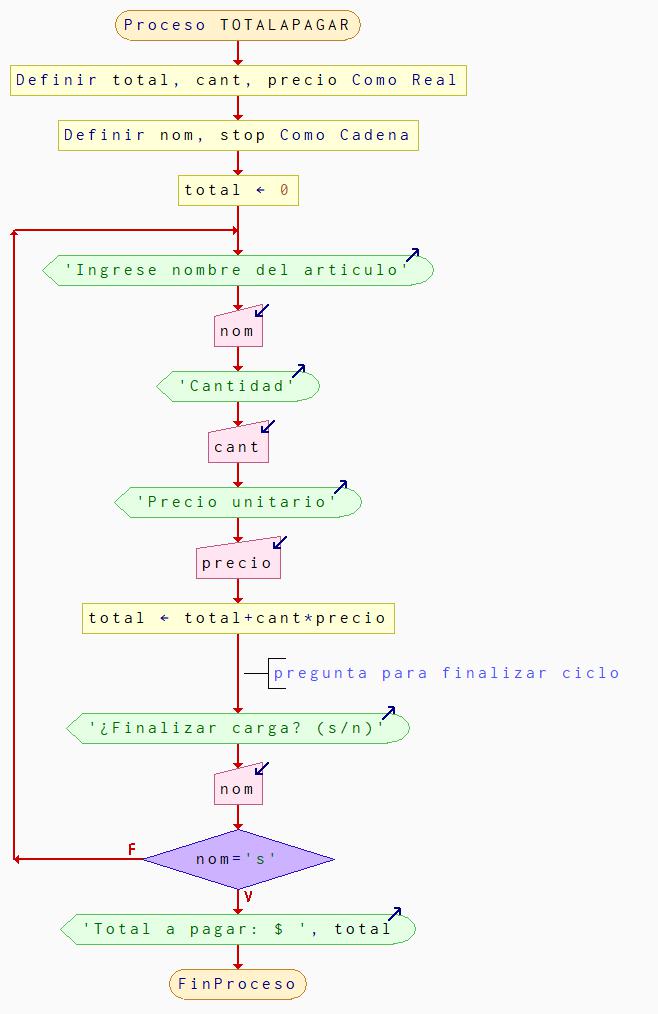 Proceso TOTALAPAGAR
Definir total, cant, precio Como Real
Definir nom, stop Como Cadena
total ← 0
'Ingrese nombre del articulo'
nom
'Cantidad'
cant
'Precio unitario'
precio
total ← total+cant*precio
pregunta para finalizar ciclo
'¿Finalizar carga? (s/n)'
nom
F
nom='s'
V
'Total a pagar: $ ', total
FinProceso